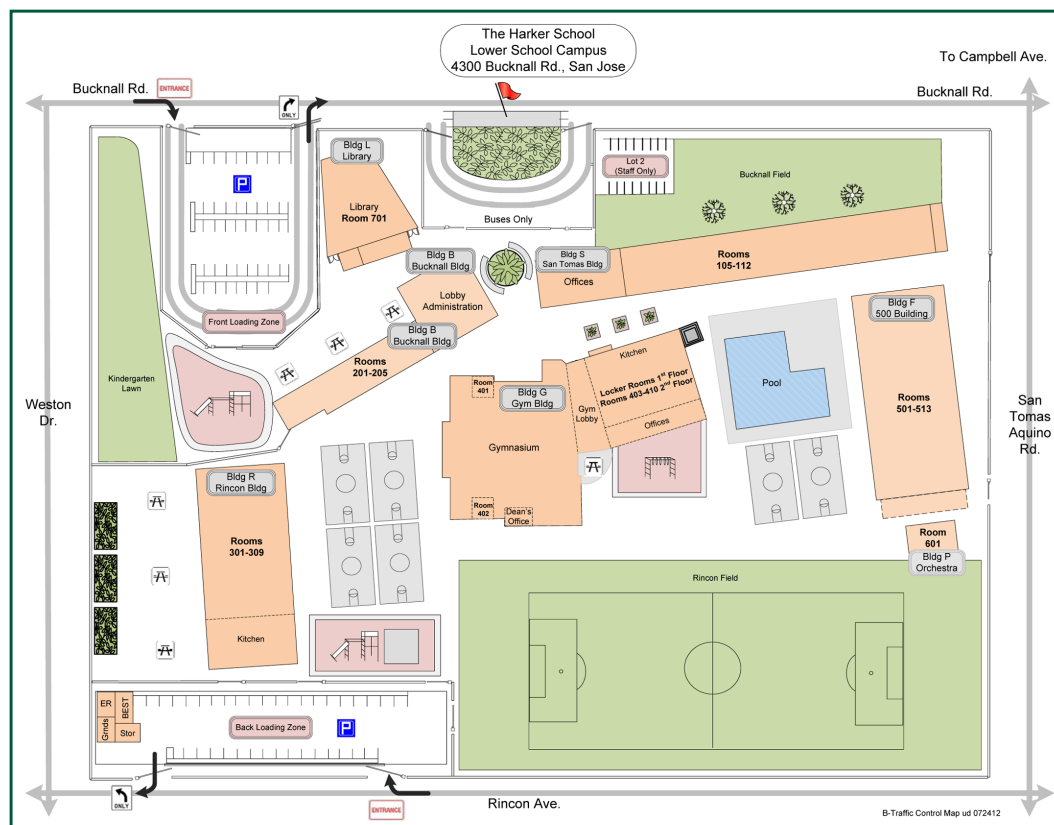 The Harker School
Lower School Campus
4300 Bucknall Rd., San Jose
To Campbell Ave.
Bucknall Rd.
ENTRANCE
ONLY
Bucknall Rd.
Bldg L
Library
Lot 2
(Staff Only)
P
Bucknall Field
Library
Room 701
Buses Only
Bldg B
Bucknall Bldg
Bldg S
San Tomas Bldg
Rooms
105-112
Offices
Lobby
Administration
Front Loading Zone
Bldg B
Bucknall Bldg
Bldg F
500 Building
Kitchen
Rooms
201-205
Kindergarten
Lawn
Room
401
Bldg G
Gym Bldg
Locker Rooms 1st Floor
Rooms 403-410 2nd Floor
Pool
Rooms
501-513
Weston
Dr.
San
Tomas
Aquino
Rd.
Gym
Lobby
Offices
Gymnasium
Bldg R
Rincon Bldg
Room
402
Dean's
Office
Rooms
301-309
Room
601
Bldg P
Orchestra
Rincon Field
Kitchen
ER
BEST
Grnds
Stor
Back Loading Zone
P
ONLY
ENTRANCE
Rincon Ave.
B-Traffic Control Map ud 072412